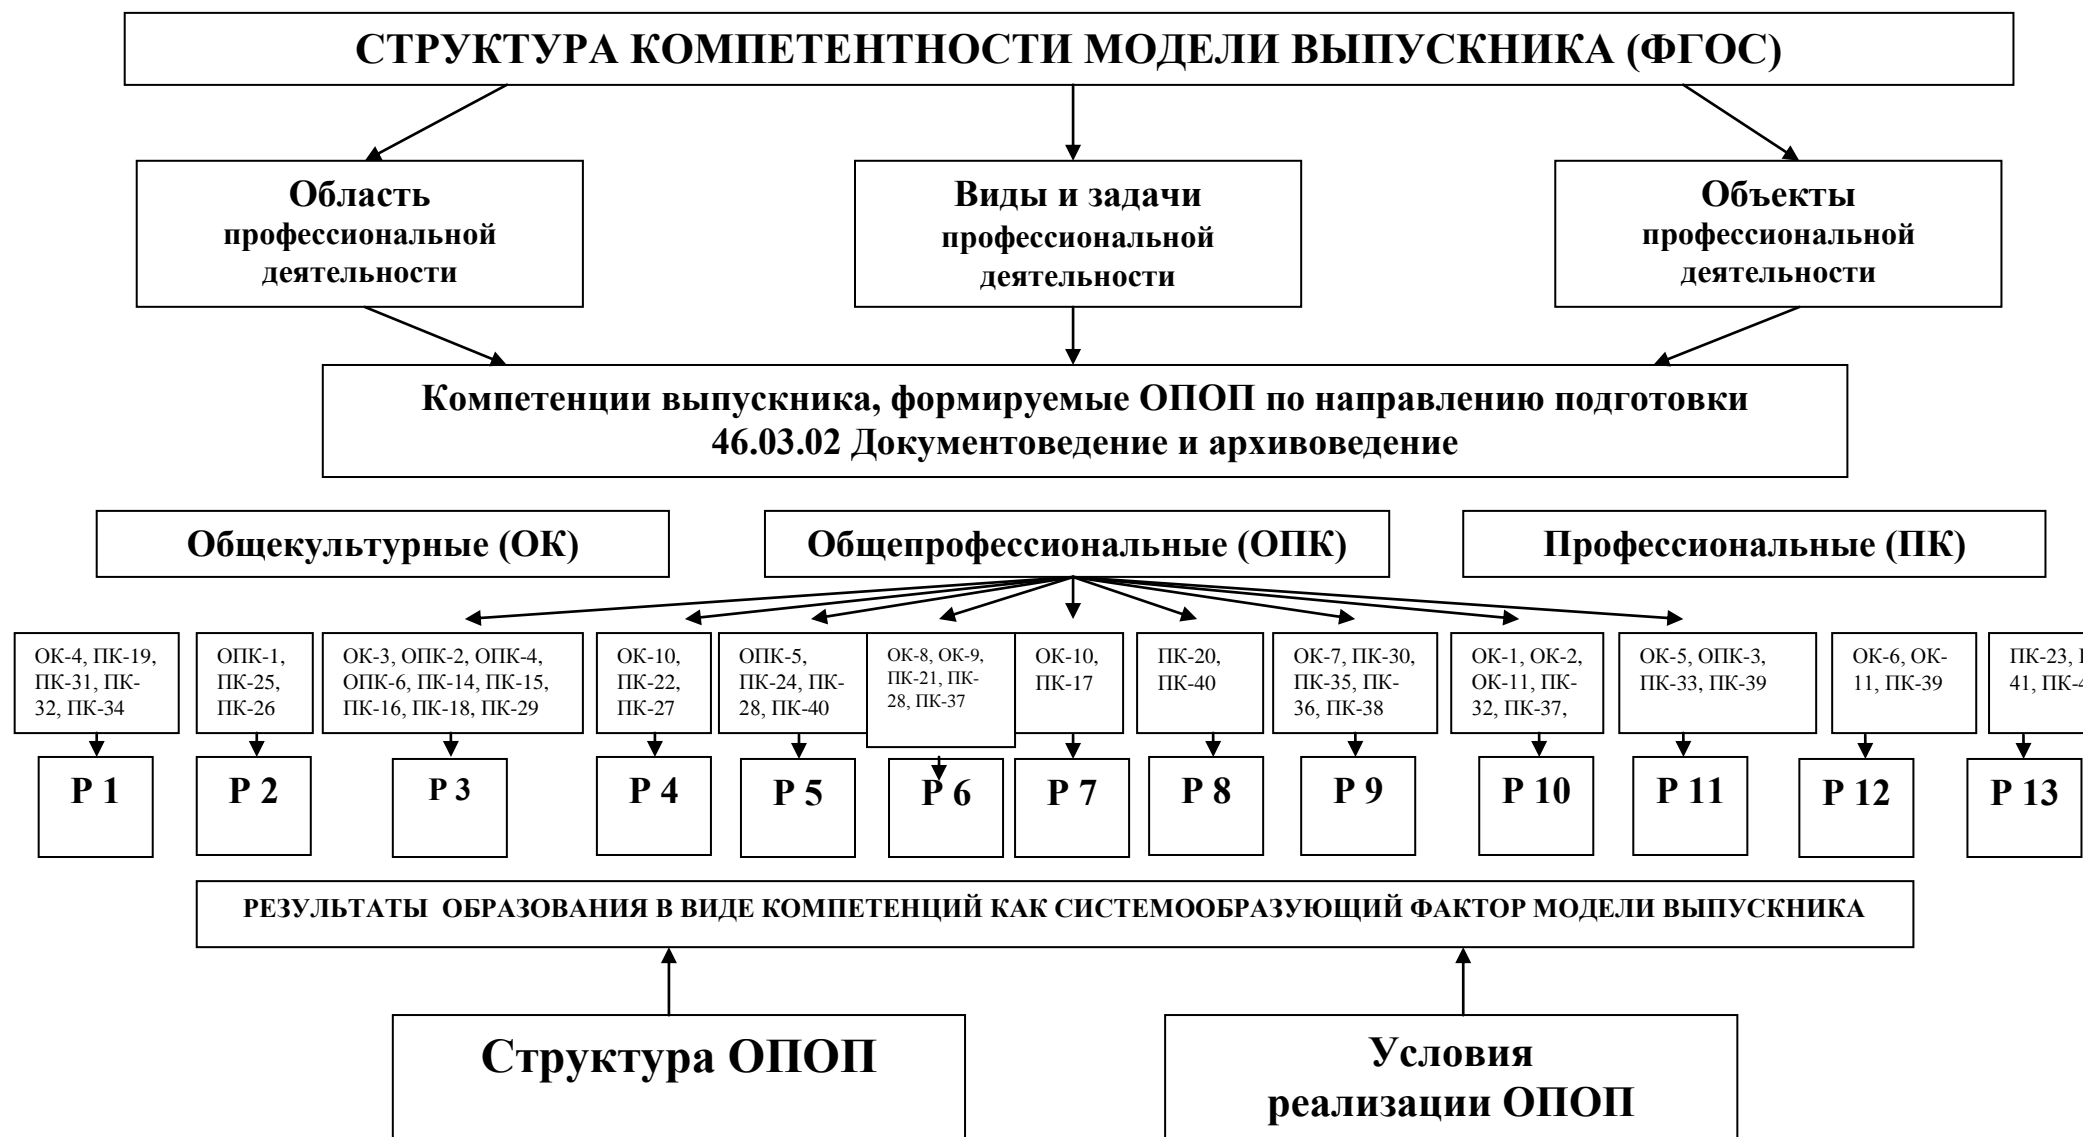 СТРУКТУРА КОМПЕТЕНТНОСТИ МОДЕЛИ ВЫПУСКНИКА (ФГОС)
Область
профессиональной
деятельности
Виды и задачи
профессиональной
деятельности
Объекты
профессиональной
деятельности
Компетенции выпускника, формируемые ОПОП по направлению подготовки
46.03.02 Документоведение и архивоведение
Общекультурные (ОК)
Общепрофессиональные (ОПК)
Профессиональные (ПК)
ОК-4, ПК-19,
ПК-31, ПК-
32, ПК-34
ОПК-1,
ПК-25,
ПК-26
ОК-3, ОПК-2, ОПК-4,
ОПК-6, ПК-14, ПК-15,
ПК-16, ПК-18, ПК-29
ОК-10,
ПК-22,
ПК-27
ОПК-5,
ПК-24, ПК-
28, ПК-40
ОК-8, ОК-9,
ПК-21, ПК-
28, ПК-37
ОК-10,
ПК-17
ПК-20,
ПК-40
ОК-7, ПК-30,
ПК-35, ПК-
36, ПК-38
ОК-1, ОК-2,
ОК-11, ПК-
32, ПК-37,
ОК-5, ОПК-3,
ПК-33, ПК-39
ОК-6, ОК-
11, ПК-39
ПК-23,
41, ПК-4
Р 1
Р 2
Р 3
Р 4
Р 5
Р 6
Р 7
Р 8
Р 9
Р 10
Р 11
Р 12
Р 13
РЕЗУЛЬТАТЫ ОБРАЗОВАНИЯ В ВИДЕ КОМПЕТЕНЦИЙ КАК СИСТЕМООБРАЗУЮЩИЙ ФАКТОР МОДЕЛИ ВЫПУСКНИКА
Структура ОПОП
Условия
реализации ОПОП